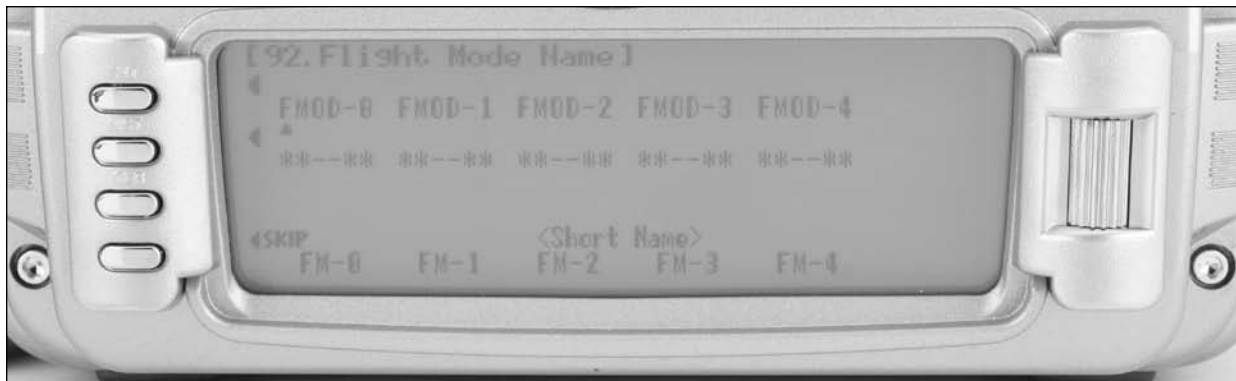 [92.Flight Mode Name]
FMOD-0 FMOD-1 FMOD-2 FMOD-3 FMOD-4
**--** **--** **--** **--** **--**
SKIP <Short Name>
FM-0 FM-1 FM-2 FM-3 FM-4